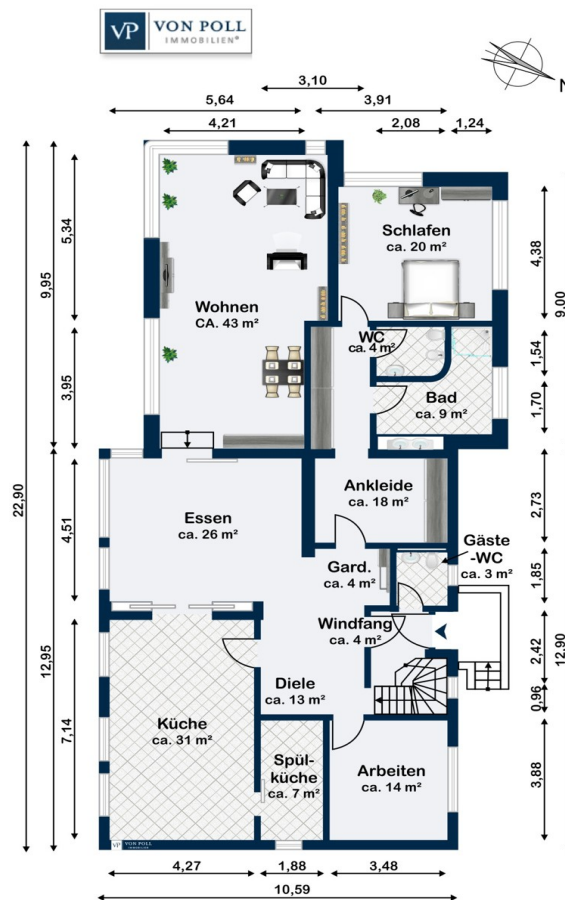 VP VON POLL
IMMOBILIEN®
N
3,10
5,64
3,91
4,21
2,08
1,24
22,90
9,95
5,34
3,95
12,95
4,51
7,14
Schlafen
ca. 20 m²
4,38
9,00
Wohnen
CA. 43 m²
WC
ca. 4 m²
1,54
Bad
ca. 9 m²
1,70
Ankleide
ca. 18 m²
2,73
Essen
ca. 26 m²
Gäste
-WC
ca. 3 m²
Gard.
ca. 4 m²
1,85
Windfang
ca. 4 m²
2,42
12,90
0,96
Diele
ca. 13 m²
Küche
ca. 31 m²
Spül-
küche
ca. 7 m²
Arbeiten
ca. 14 m²
3,88
VP VON POLL
IMMOBILIEN
4,27
1,88
3,48
10,59